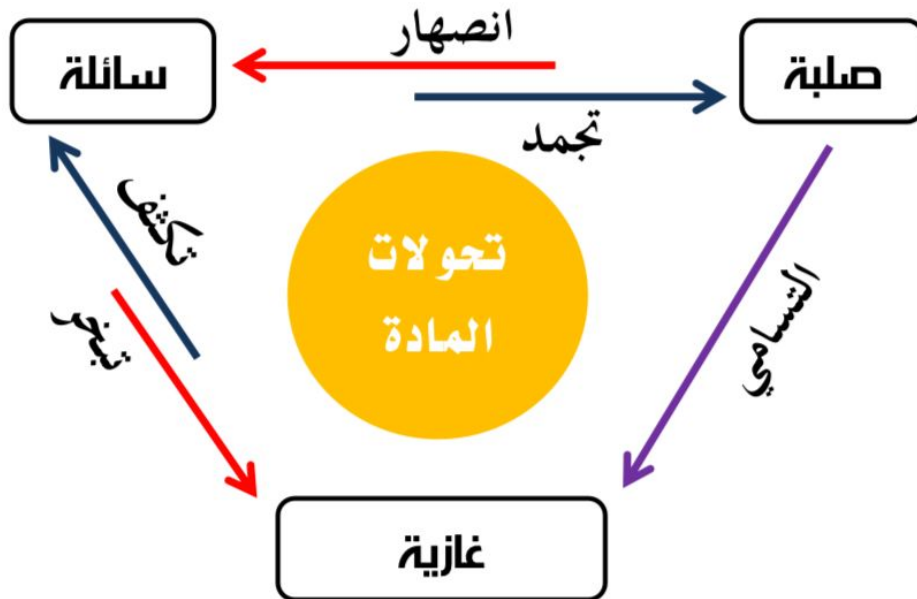 انصهار
صلبة
سائلة
تجمد
تكثف
تحولات
المادة
التسامي
تبخر
غازية